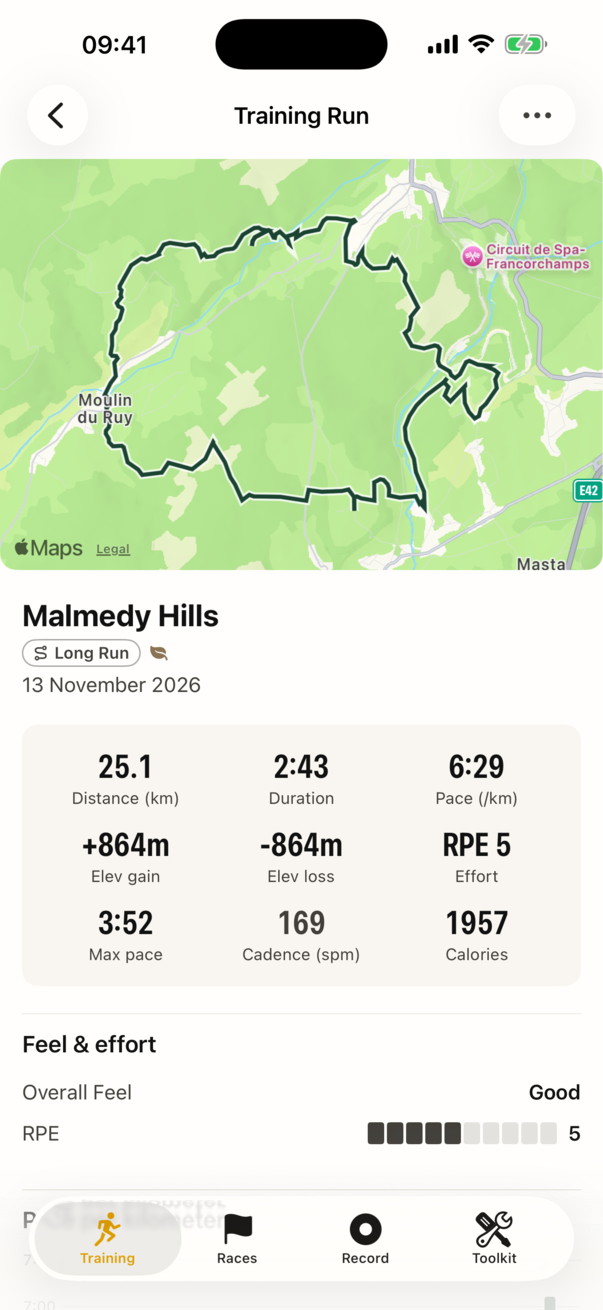 09:41
Training Run
Circuit de Spa-
Francorchamps
Moulin
du Ruy
E42
Maps Legal
Masta
Malmedy Hills
Long Run
13 November 2026
25.1 2:43 6:29
Distance (km) Duration Pace (/km)
+864m -864m RPE 5
Elev gain Elev loss Effort
3:52 169 1957
Max pace Cadence (spm) Calories
Feel & effort
Overall Feel Good
RPE 5
Training Races Record Toolkit
7:00